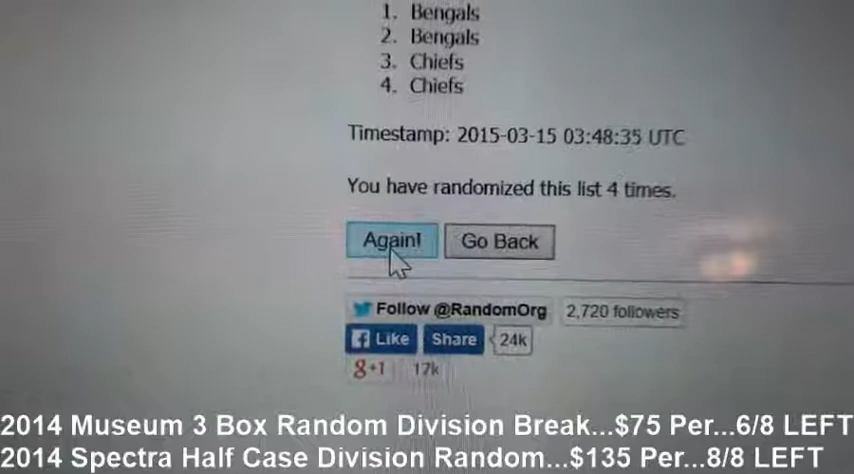 1. Bengals
2. Bengals
3. Chiefs
4. Chiefs
Timestamp: 2015-03-15 03:48:35 UTC
You have randomized this list 4 times.
Again! Go Back
Follow @RandomOrg 2,720 followers
Like Share 24k
g+1 17k
2014 Museum 3 Box Random Division Break...$75 Per...6/8 LEFT
2014 Spectra Half Case Division Random...$135 Per...8/8 LEFT